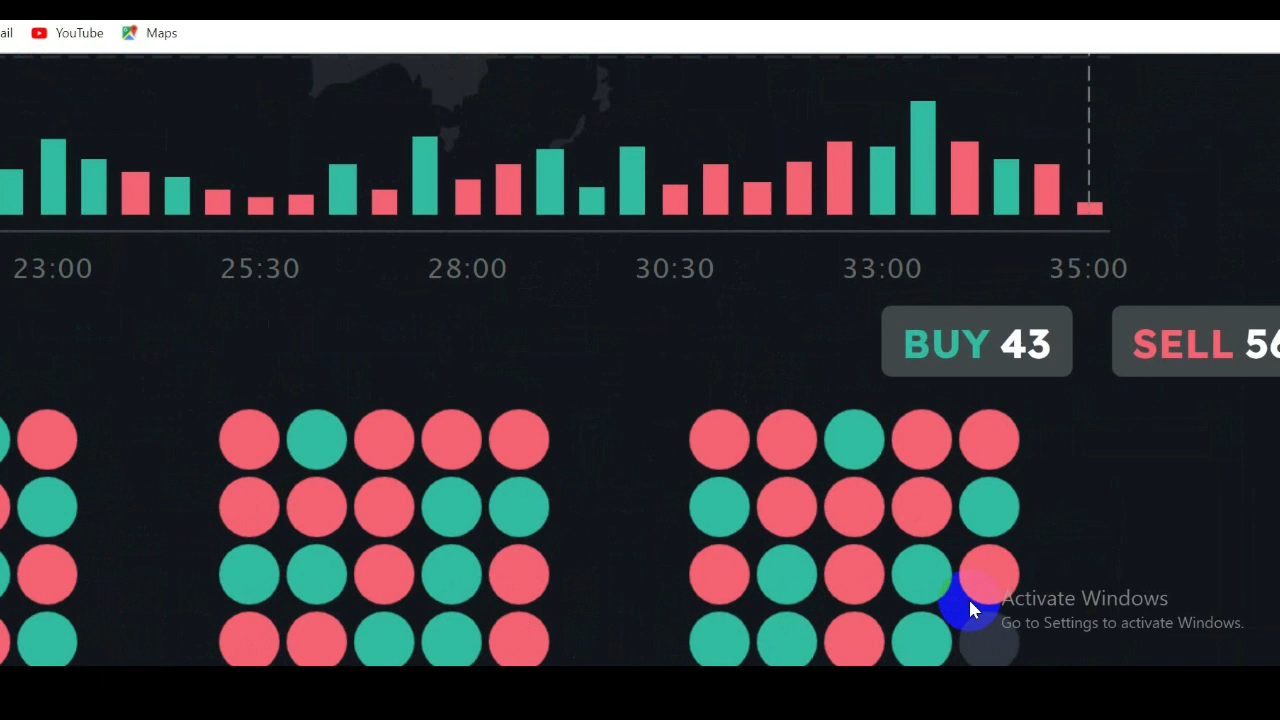 ail YouTube Maps
23:00 25:30 28:00 30:30 33:00 35:00
BUY 43 SELL 56
Activate Windows
Go to Settings to activate Windows.